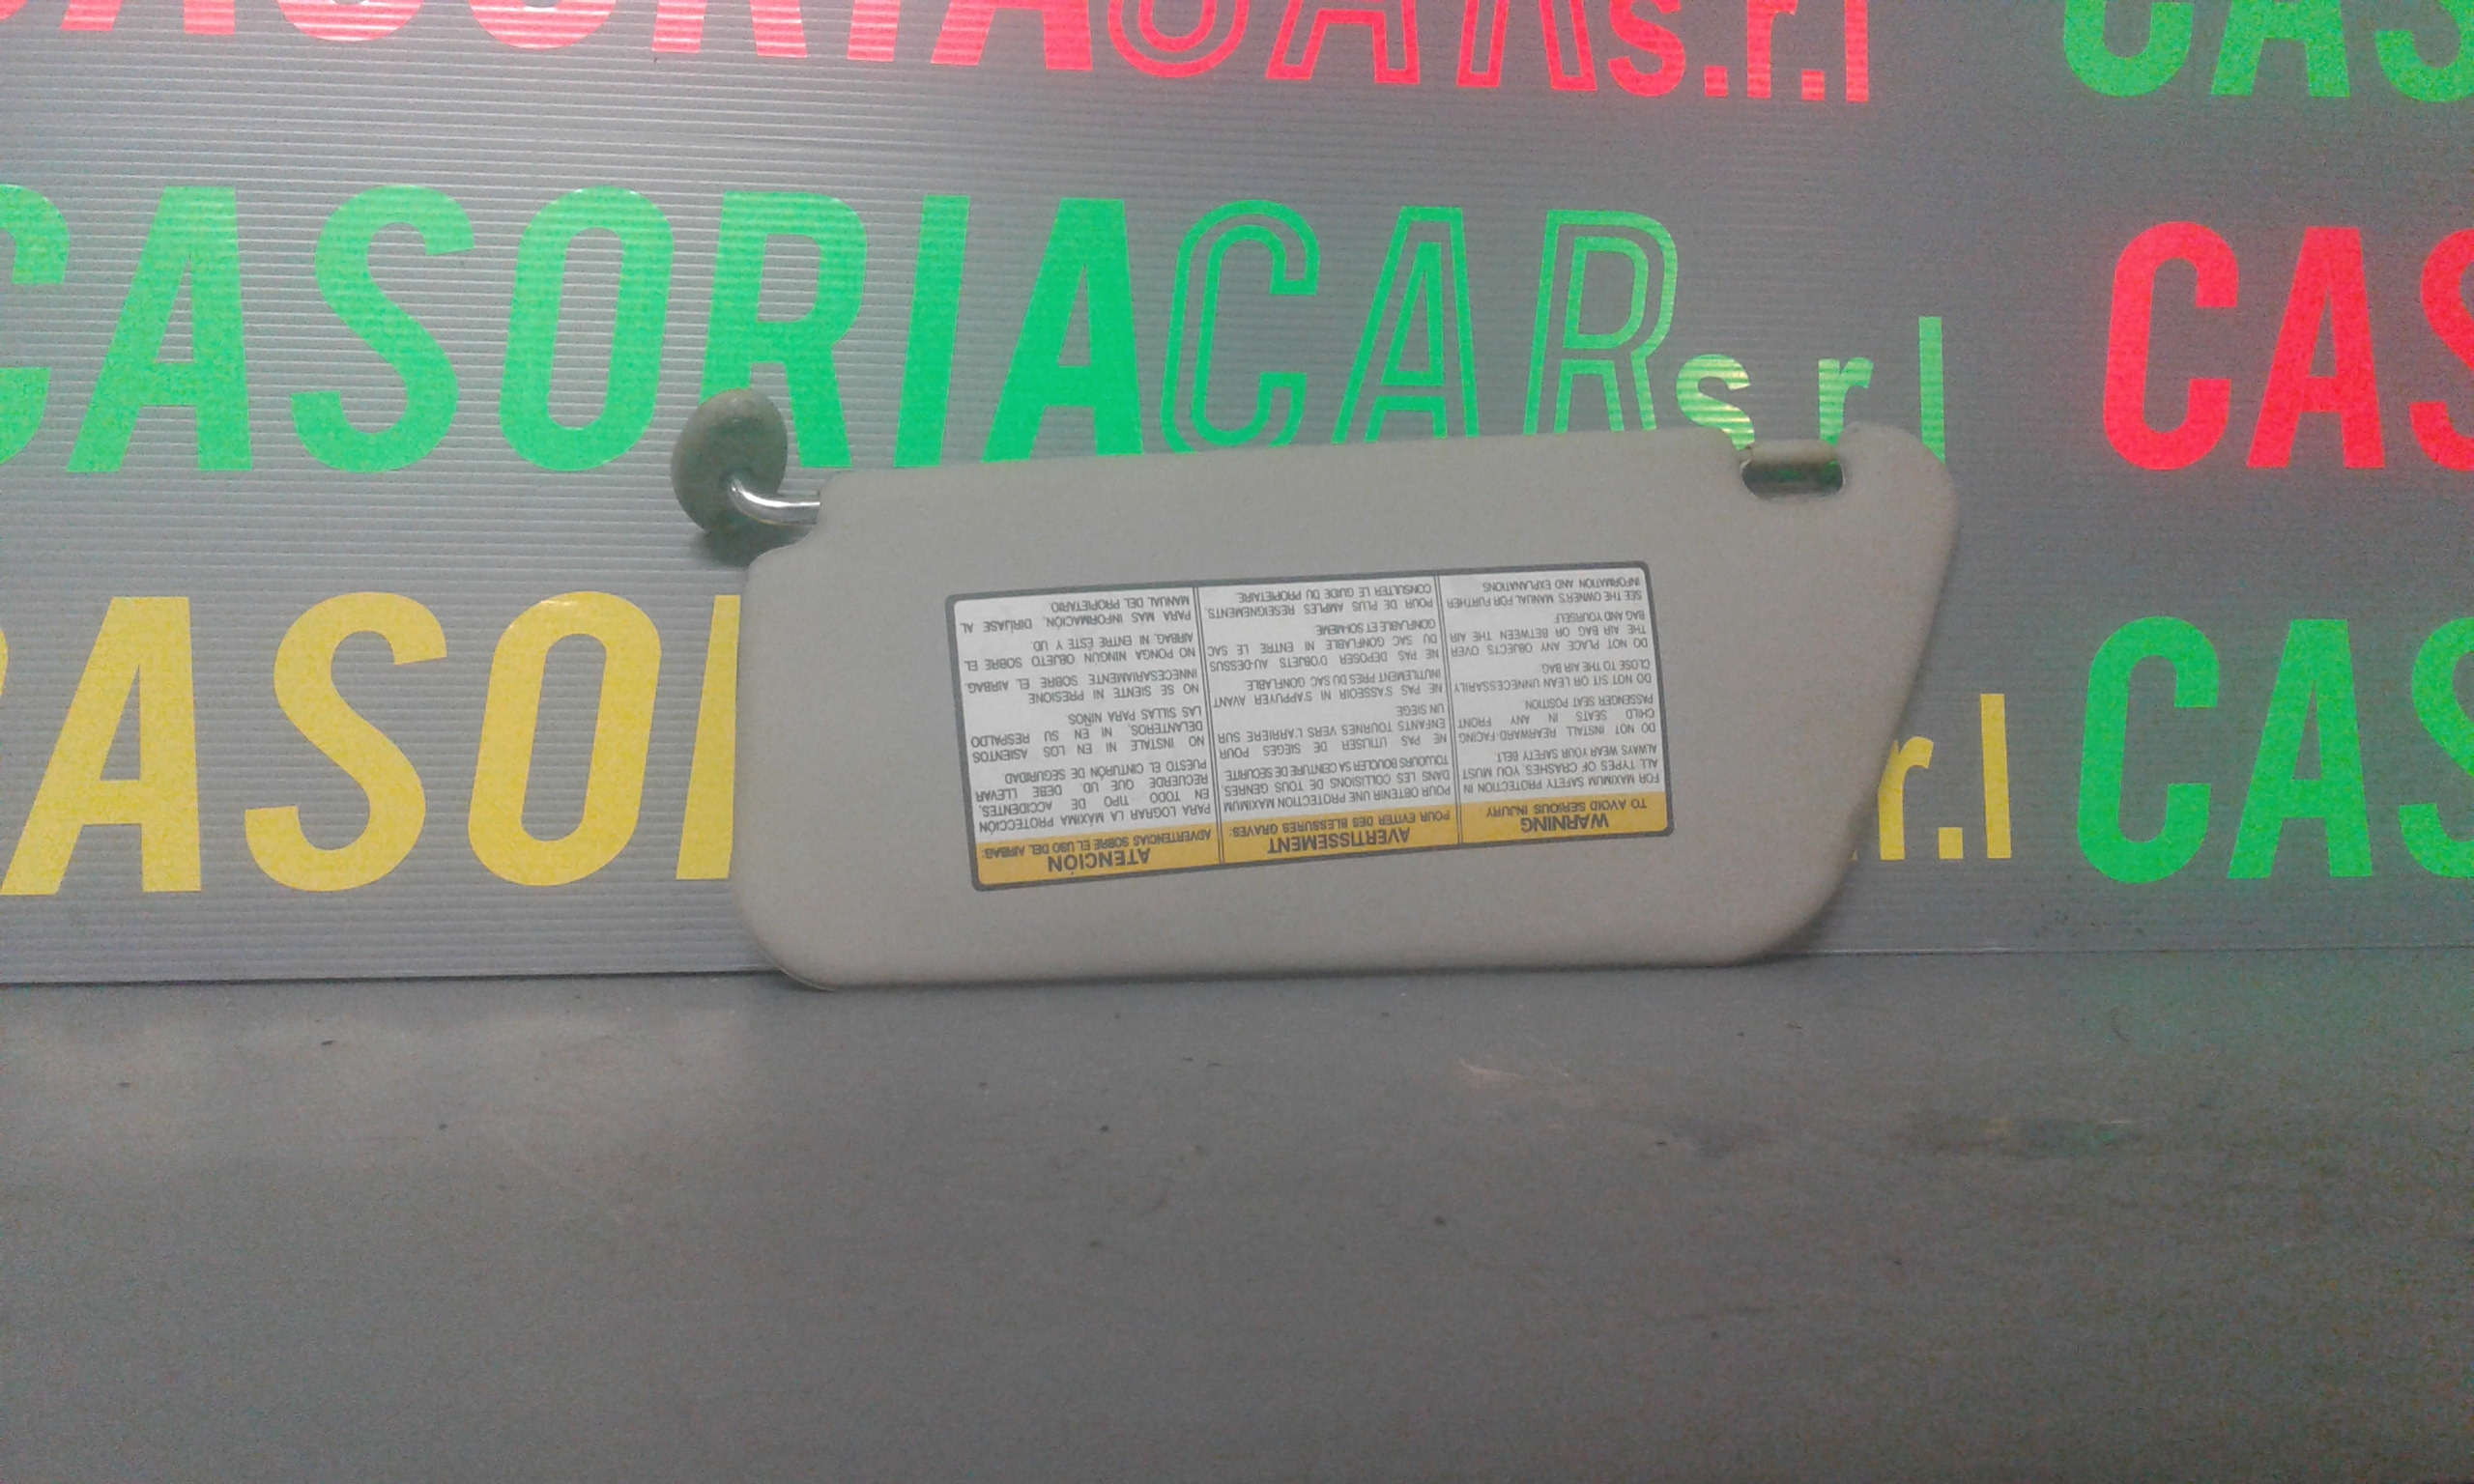 CASORIACAR s.r.l
CAS
CASORIACAR s r l
CAS
CASOR
r.l
CAS
WARNING
TO AVOID SERIOUS INJURY
FOR MAXIMUM SAFETY PROTECTION IN
ALL TYPES OF CRASHES, YOU MUST
ALWAYS WEAR YOUR SAFETY BELT.
DO NOT INSTALL REARWARD-FACING
CHILD SEATS IN ANY FRONT
PASSENGER SEAT POSITION
DO NOT SIT OR LEAN UNNECESSARILY
CLOSE TO THE AIR BAG
DO NOT PLACE ANY OBJECTS OVER
THE AIR BAG OR BETWEEN THE AIR
BAG AND YOURSELF
SEE THE OWNER'S MANUAL FOR FURTHER
INFORMATION AND EXPLANATIONS
AVERTISSEMENT
POUR EVITER DES BLESSURES GRAVES:
POUR OBTENIR UNE PROTECTION MAXIMUM
DANS LES COLLISIONS DE TOUS GENRES,
TOUJOURS BOUCLER SA CEINTURE DE SECURITE.
NE PAS UTILISER DE SIEGES POUR
ENFANTS TOURNES VERS L'ARRIERE SUR
UN SIEGE
NE PAS S'ASSEOIR NI S'APPUYER AVANT
INUTILEMENT PRES DU SAC GONFLABLE.
NE PAS DEPOSER D'OBJETS AU-DESSUS
DU SAC GONFLABLE NI ENTRE LE SAC
GONFLABLE ET SOI-MEME
POUR DE PLUS AMPLES RESEIGNEMENTS,
CONSULTER LE GUIDE DU PROPRIETAIRE.
ATENCIÓN
ADVERTENCIAS SOBRE EL USO DEL AIRBAG:
PARA LOGRAR LA MÁXIMA PROTECCIÓN
EN TODO TIPO DE ACCIDENTES,
RECUERDE QUE UD. DEBE LLEVAR
PUESTO EL CINTURÓN DE SEGURIDAD
NO INSTALE NI EN LOS ASIENTOS
DELANTEROS, NI EN SU RESPALDO
LAS SILLAS PARA NIÑOS.
NO SE SIENTE NI PRESIONE
INNECESARIAMENTE SOBRE EL AIRBAG.
NO PONGA NINGÚN OBJETO SOBRE EL
AIRBAG, NI ENTRE ÉSTE Y UD.
PARA MAS INFORMACIÓN, DIRÍJASE AL
MANUAL DEL PROPIETARIO.